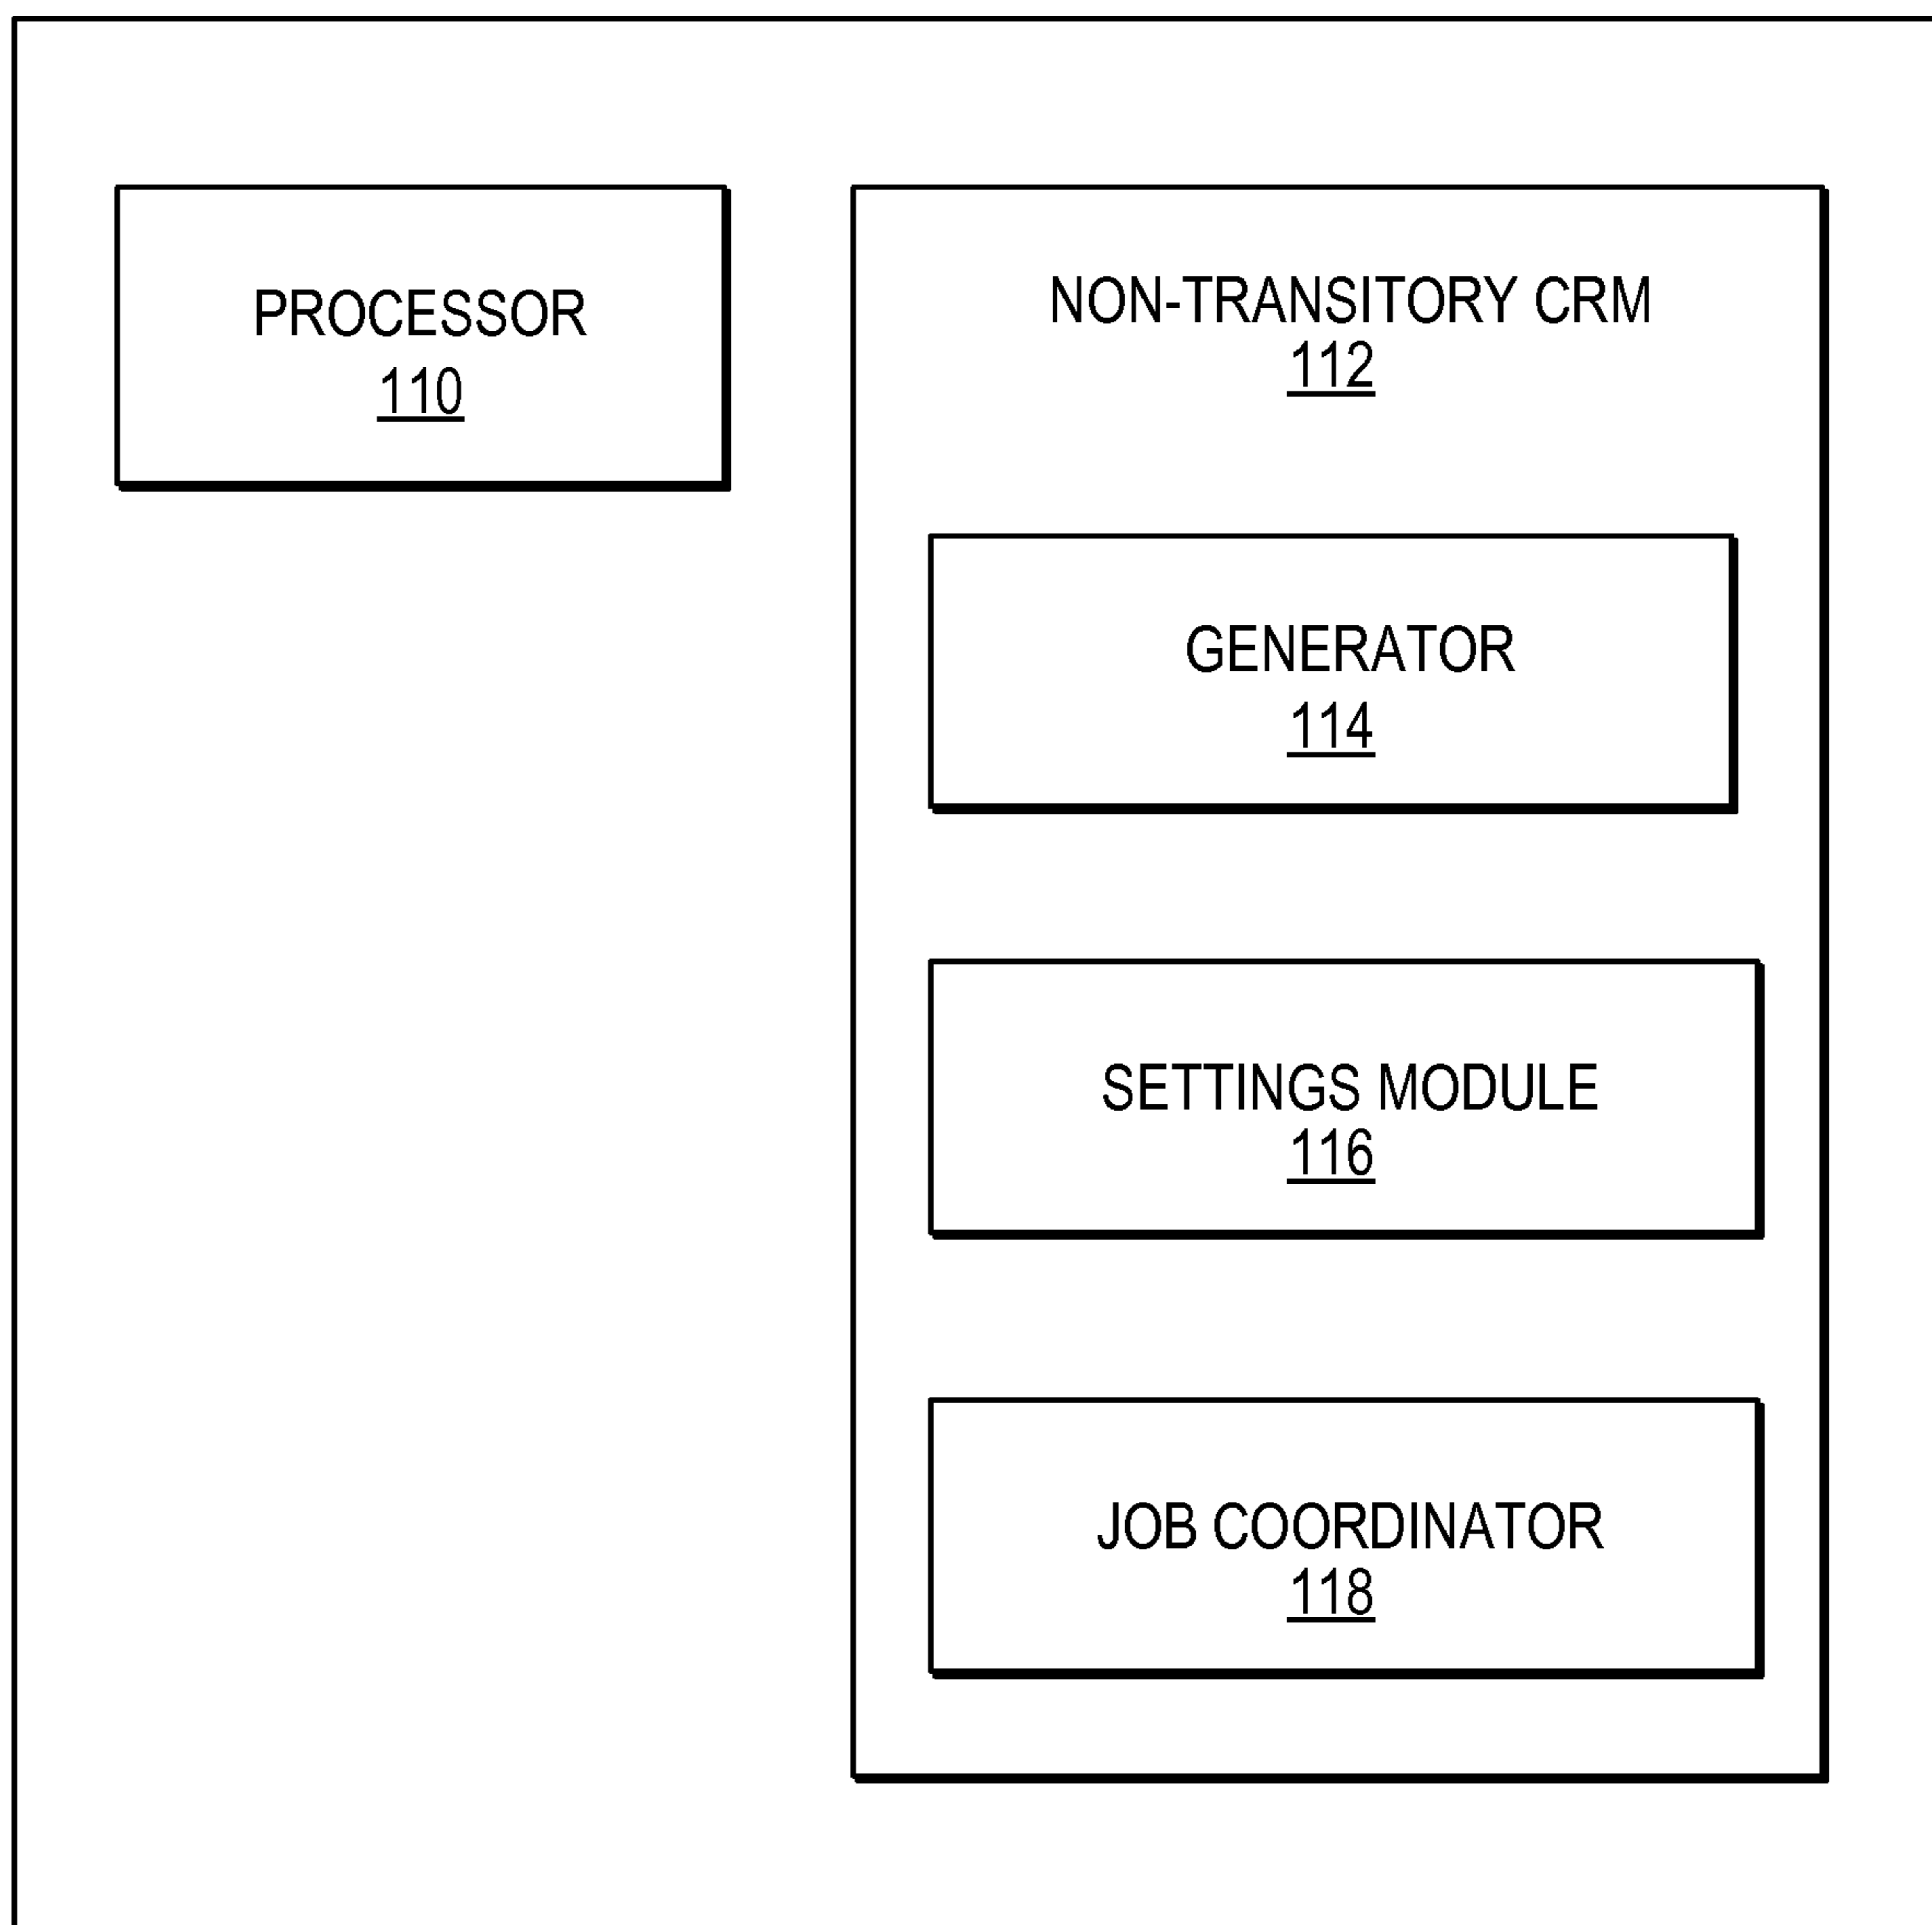 PROCESSOR
110
NON-TRANSITORY CRM
112
GENERATOR
114
SETTINGS MODULE
116
JOB COORDINATOR
118